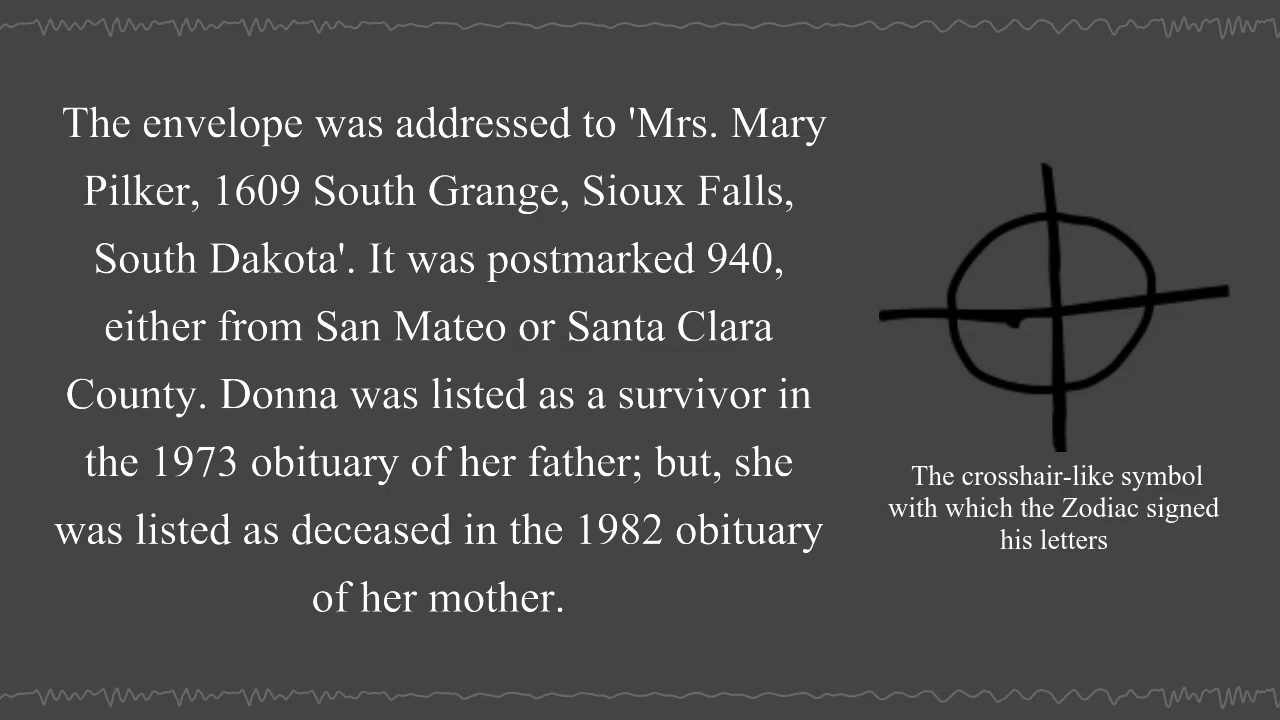 The envelope was addressed to 'Mrs. Mary
Pilker, 1609 South Grange, Sioux Falls,
South Dakota'. It was postmarked 940,
either from San Mateo or Santa Clara
County. Donna was listed as a survivor in
the 1973 obituary of her father; but, she
was listed as deceased in the 1982 obituary
of her mother.
The crosshair-like symbol
with which the Zodiac signed
his letters